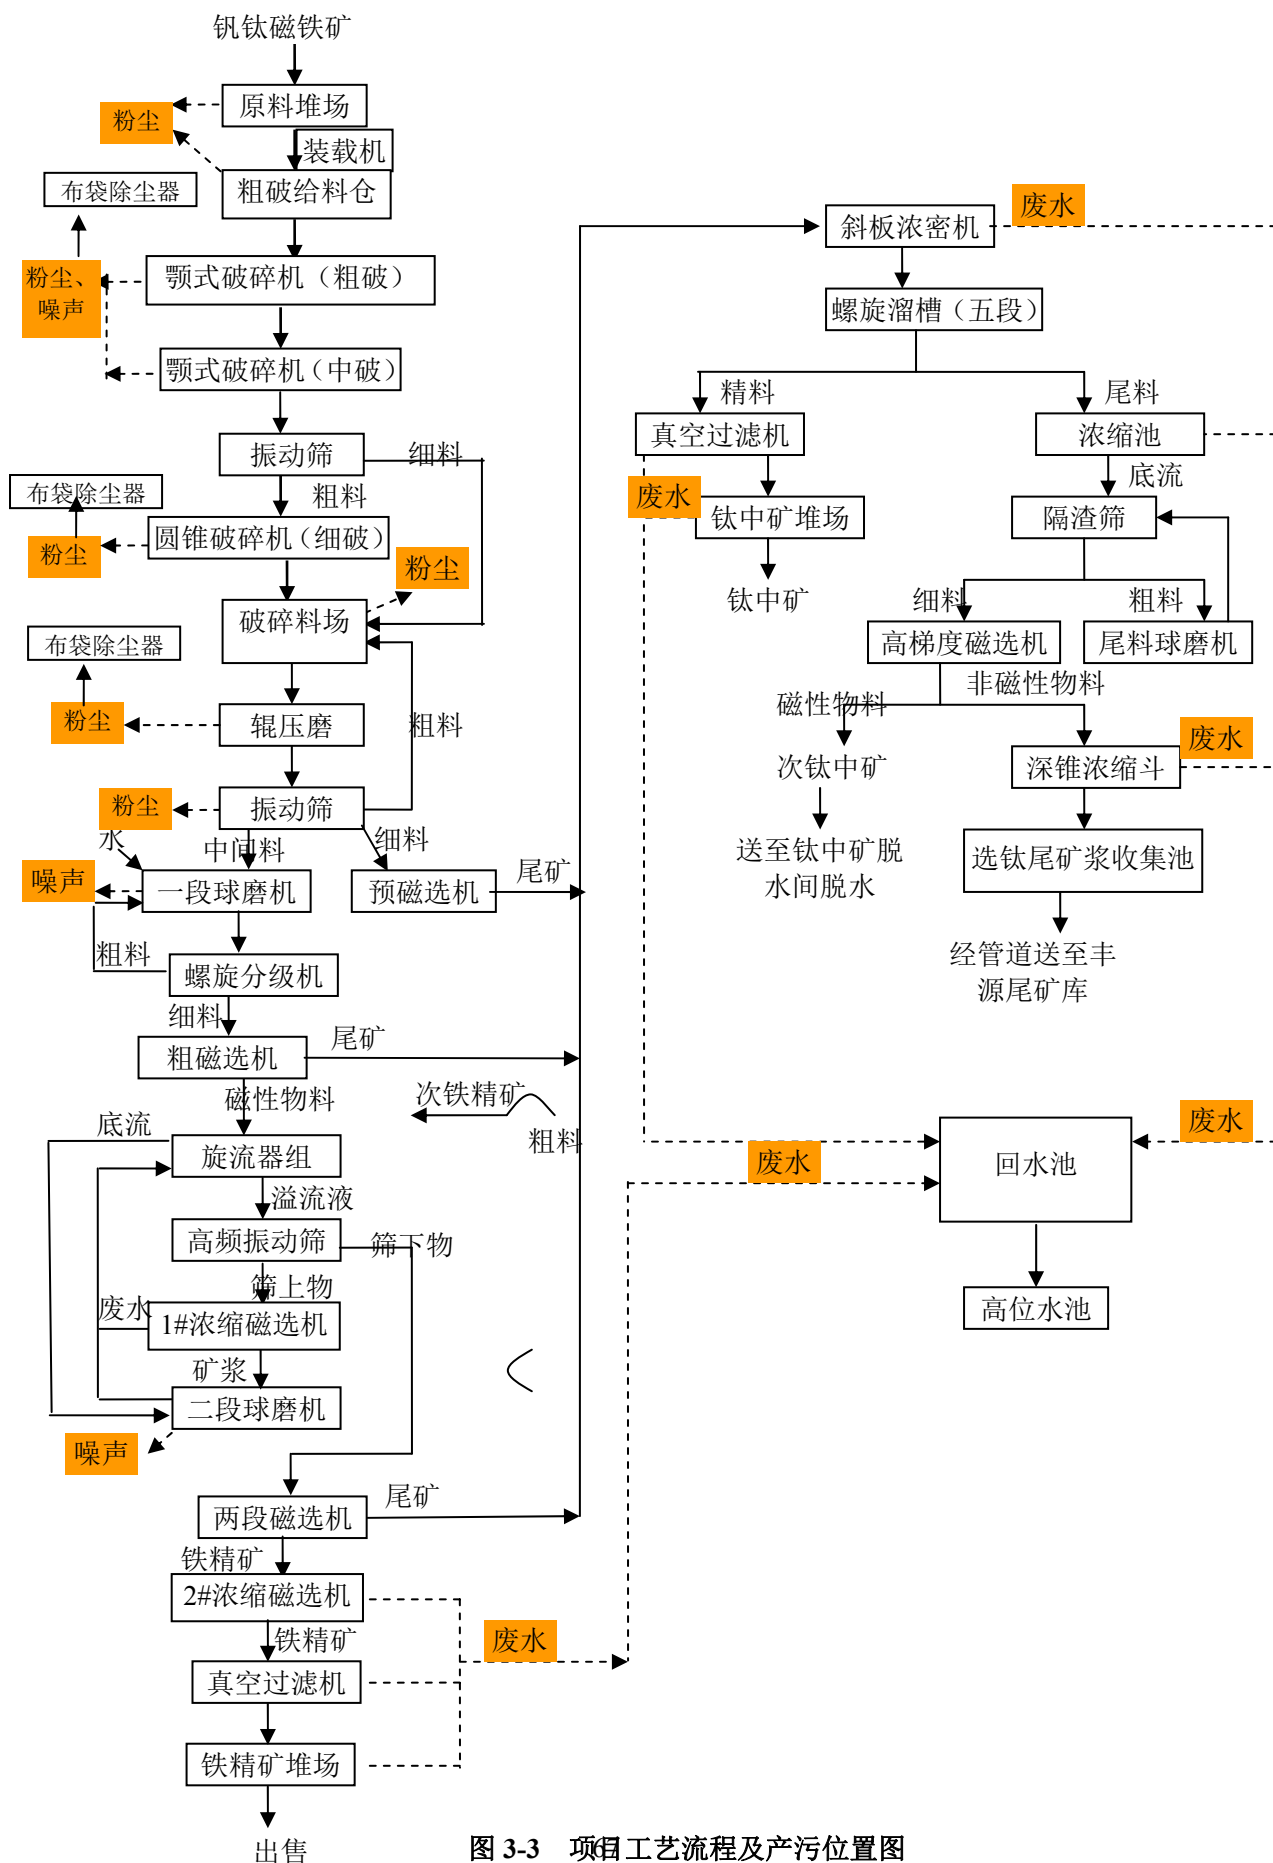 钒钛磁铁矿
原料堆场
粉尘
装载机
粗破给料仓
布袋除尘器
颚式破碎机（粗破）
粉尘、
噪声
颚式破碎机（中破）
振动筛
细料
粗料
布袋除尘器
圆锥破碎机（细破）
粉尘
粉尘
破碎料场
布袋除尘器
粉尘
辊压磨
粗料
粉尘
振动筛
水
中间料
细料
噪声
一段球磨机
预磁选机
尾矿
粗料
螺旋分级机
细料
粗磁选机
尾矿
磁性物料
次铁精矿
粗料
底流
旋流器组
溢流液
高频振动筛
筛下物
筛上物
废水
1#浓缩磁选机
矿浆
二段球磨机
噪声
两段磁选机
尾矿
铁精矿
2#浓缩磁选机
废水
铁精矿
真空过滤机
铁精矿堆场
出售
斜板浓密机
废水
螺旋溜槽（五段）
精料
尾料
真空过滤机
浓缩池
废水
底流
钛中矿堆场
隔渣筛
钛中矿
细料
粗料
高梯度磁选机
尾料球磨机
磁性物料
非磁性物料
废水
次钛中矿
深锥浓缩斗
送至钛中矿脱
水间脱水
选钛尾矿浆收集池
经管道送至丰
源尾矿库
废水
废水
回水池
高位水池
图 3-3 项目工艺流程及产污位置图
67